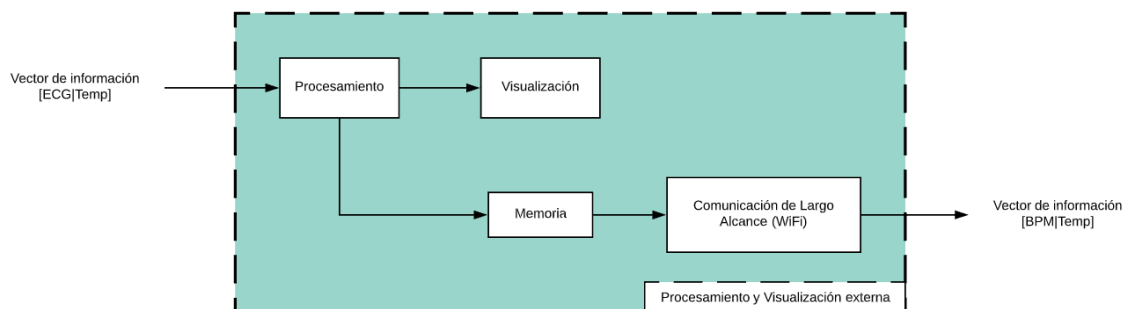 Vector de información
[ECG|Temp]
Procesamiento
Visualización
Memoria
Comunicación de Largo
Alcance (WiFi)
Vector de información
[BPM|Temp]
Procesamiento y Visualización externa